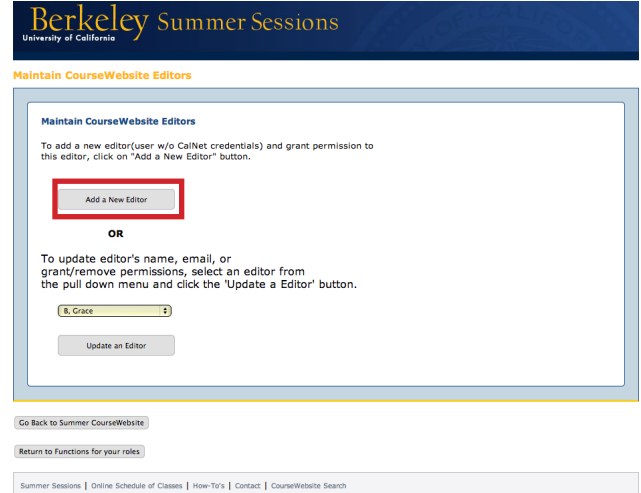 Berkeley Summer Sessions
University of California
Maintain CourseWebsite Editors
Maintain CourseWebsite Editors
To add a new editor(user w/o CalNet credentials) and grant permission to
this editor, click on "Add a New Editor" button.
Add a New Editor
OR
To update editor's name, email, or
grant/remove permissions, select an editor from
the pull down menu and click the 'Update a Editor' button.
B, Grace
Update an Editor
Go Back to Summer CourseWebsite
Return to Functions for your roles
Summer Sessions | Online Schedule of Classes | How-To's | Contact | CourseWebsite Search